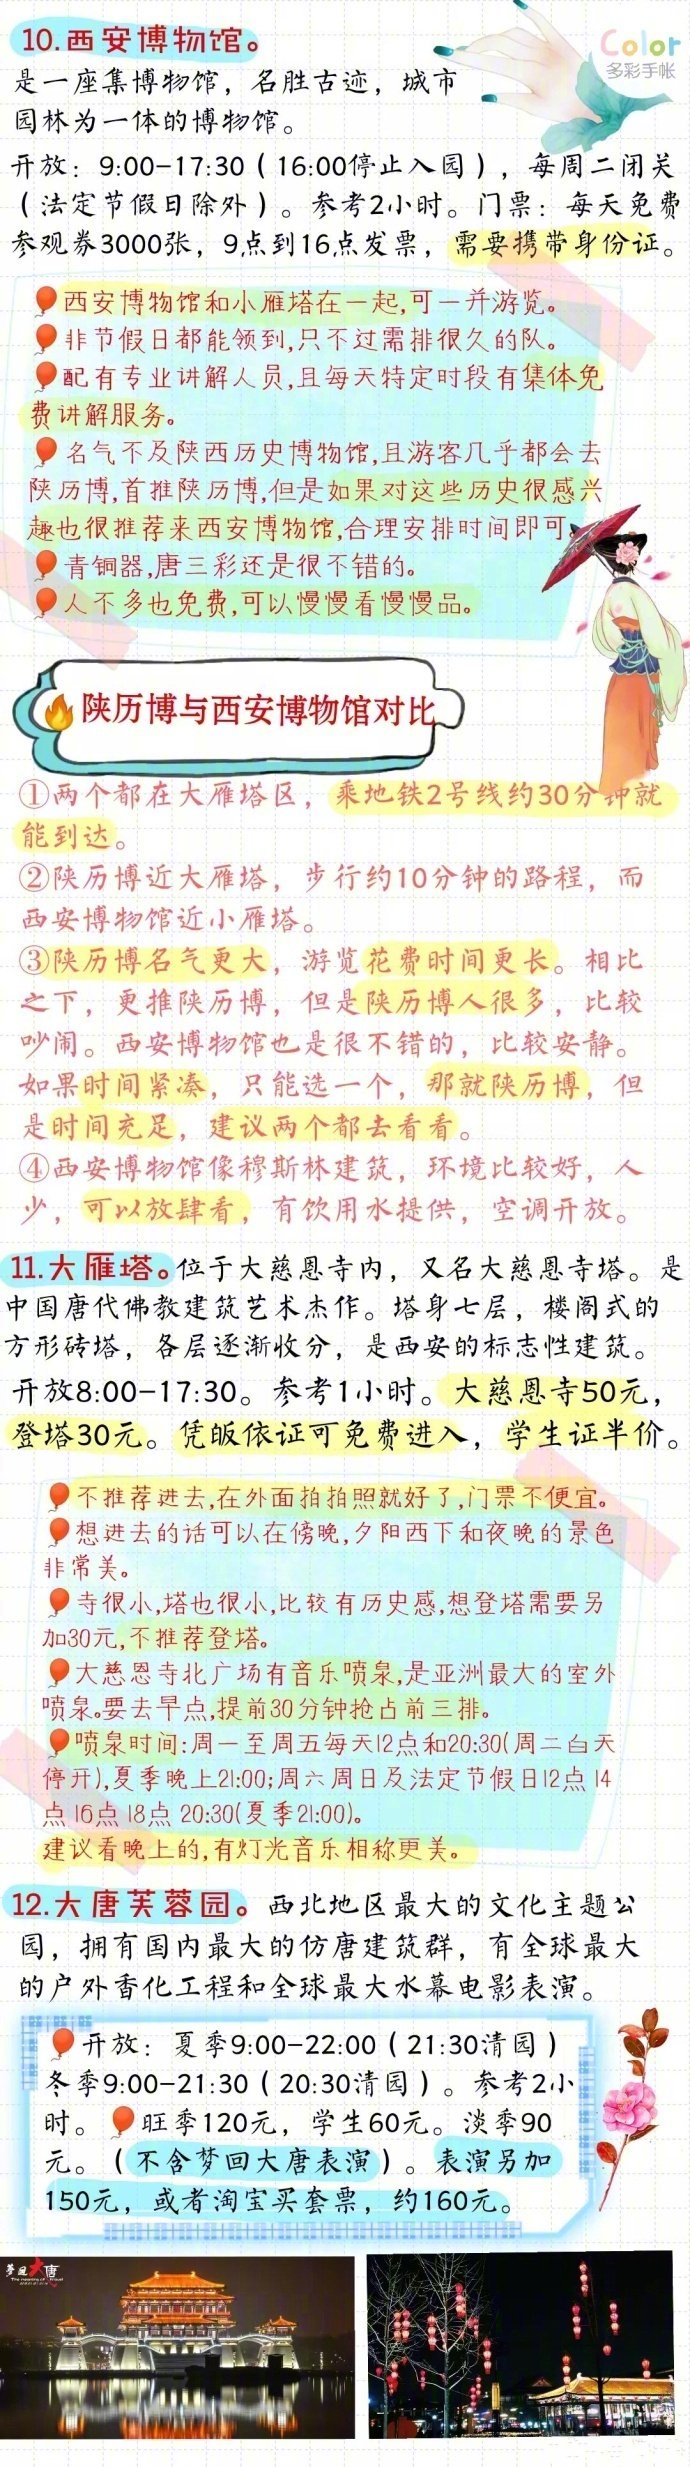 10.西安博物馆。
Color
多彩手帐
是一座集博物馆，名胜古迹，城市
园林为一体的博物馆。
开放：9:00-17:30（16:00停止入园），每周二闭关
（法定节假日除外）。参考2小时。门票：每天免费
参观券3000张，9点到16点发票，需要携带身份证。
西安博物馆和小雁塔在一起,可一并游览。
非节假日都能领到,只不过需排很久的队。
配有专业讲解人员,且每天特定时段有集体免
费讲解服务。
名气不及陕西历史博物馆,且游客几乎都会去
陕历博,首推陕历博,但是如果对这些历史很感兴
趣也很推荐来西安博物馆,合理安排时间即可。
青铜器,唐三彩还是很不错的。
人不多也免费,可以慢慢看慢慢品。
陕历博与西安博物馆对比
①两个都在大雁塔区，乘地铁2号线约30分钟就
能到达。
②陕历博近大雁塔，步行约10分钟的路程，而
西安博物馆近小雁塔。
③陕历博名气更大，游览花费时间更长。相比
之下，更推陕历博，但是陕历博人很多，比较
吵闹。西安博物馆也是很不错的，比较安静。
如果时间紧凑，只能选一个，那就陕历博，但
是时间充足，建议两个都去看看。
④西安博物馆像穆斯林建筑，环境比较好，人
少，可以放肆看，有饮用水提供，空调开放。
11.大雁塔。位于大慈恩寺内，又名大慈恩寺塔。是
中国唐代佛教建筑艺术杰作。塔身七层，楼阁式的
方形砖塔，各层逐渐收分，是西安的标志性建筑。
开放8:00-17:30。参考1小时。大慈恩寺50元，
登塔30元。凭皈依证可免费进入，学生证半价。
不推荐进去,在外面拍拍照就好了,门票不便宜。
想进去的话可以在傍晚,夕阳西下和夜晚的景色
非常美。
寺很小,塔也很小,比较有历史感,想登塔需要另
加30元,不推荐登塔。
大慈恩寺北广场有音乐喷泉,是亚洲最大的室外
喷泉。要去早点,提前30分钟抢占前三排。
喷泉时间:周一至周五每天12点和20:30(周二白天
停开),夏季晚上21:00;周六周日及法定节假日12点 14
点 16点 18点 20:30(夏季21:00)。
建议看晚上的,有灯光音乐相称更美。
12.大唐芙蓉园。西北地区最大的文化主题公
园，拥有国内最大的仿唐建筑群，有全球最大
的户外香化工程和全球最大水幕电影表演。
开放：夏季9:00-22:00（21:30清园）
冬季9:00-21:30（20:30清园）。参考2小
时。旺季120元，学生60元。淡季90
元。（不含梦回大唐表演）。表演另加
150元，或者淘宝买套票，约160元。
梦回大唐